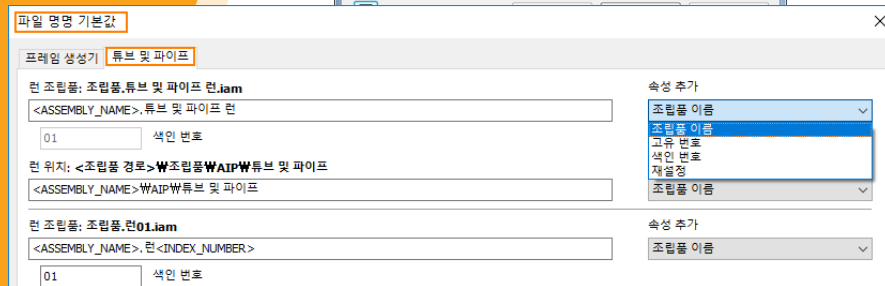 파일 명명 기본값
프레임 생성기 튜브 및 파이프
런 조립품: 조립품.튜브 및 파이프 런.iam 속성 추가
<ASSEMBLY_NAME>.튜브 및 파이프 런 조립품 이름
조립품 이름
01 색인 번호 고유 번호
색인 번호
런 위치: <조립품 경로>₩조립품₩AIP₩튜브 및 파이프 재설정
<ASSEMBLY_NAME>₩AIP₩튜브 및 파이프 조립품 이름
런 조립품: 조립품.런01.iam 속성 추가
<ASSEMBLY_NAME>.런<INDEX_NUMBER> 조립품 이름
01 색인 번호